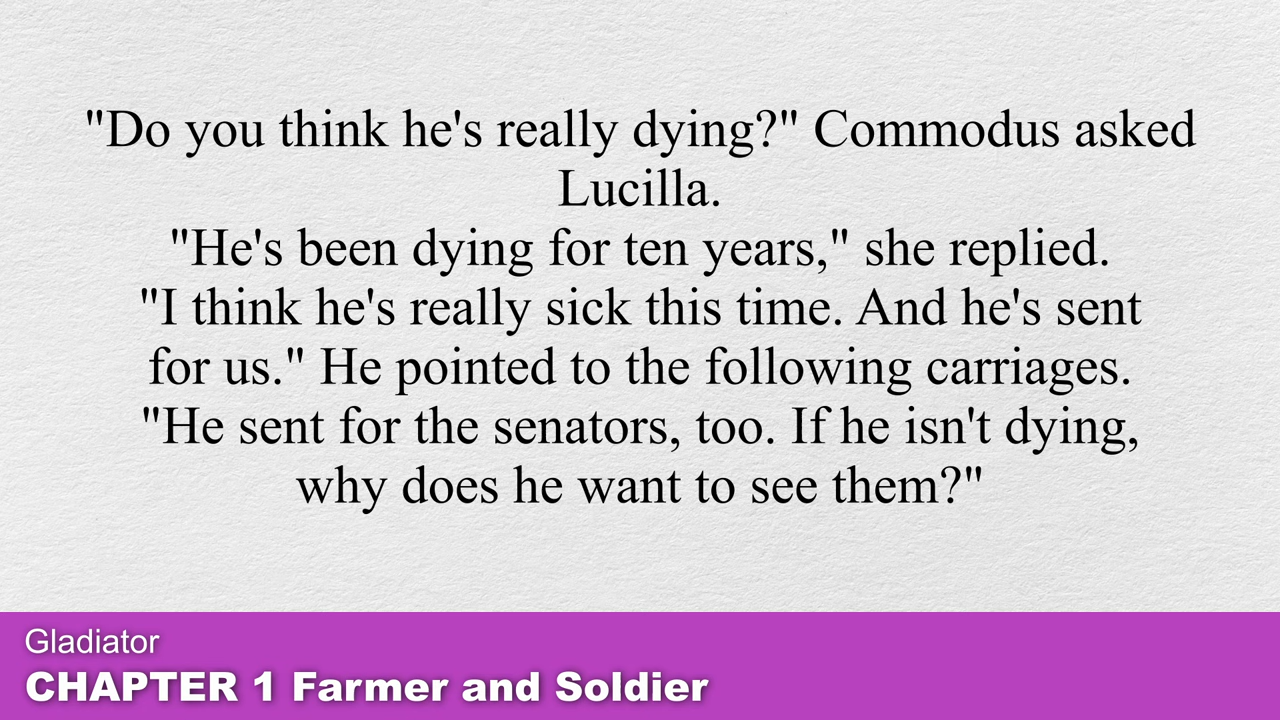 "Do you think he's really dying?" Commodus asked
Lucilla.
"He's been dying for ten years," she replied.
"I think he's really sick this time. And he's sent
for us." He pointed to the following carriages.
"He sent for the senators, too. If he isn't dying,
why does he want to see them?"
Gladiator
CHAPTER 1 Farmer and Soldier